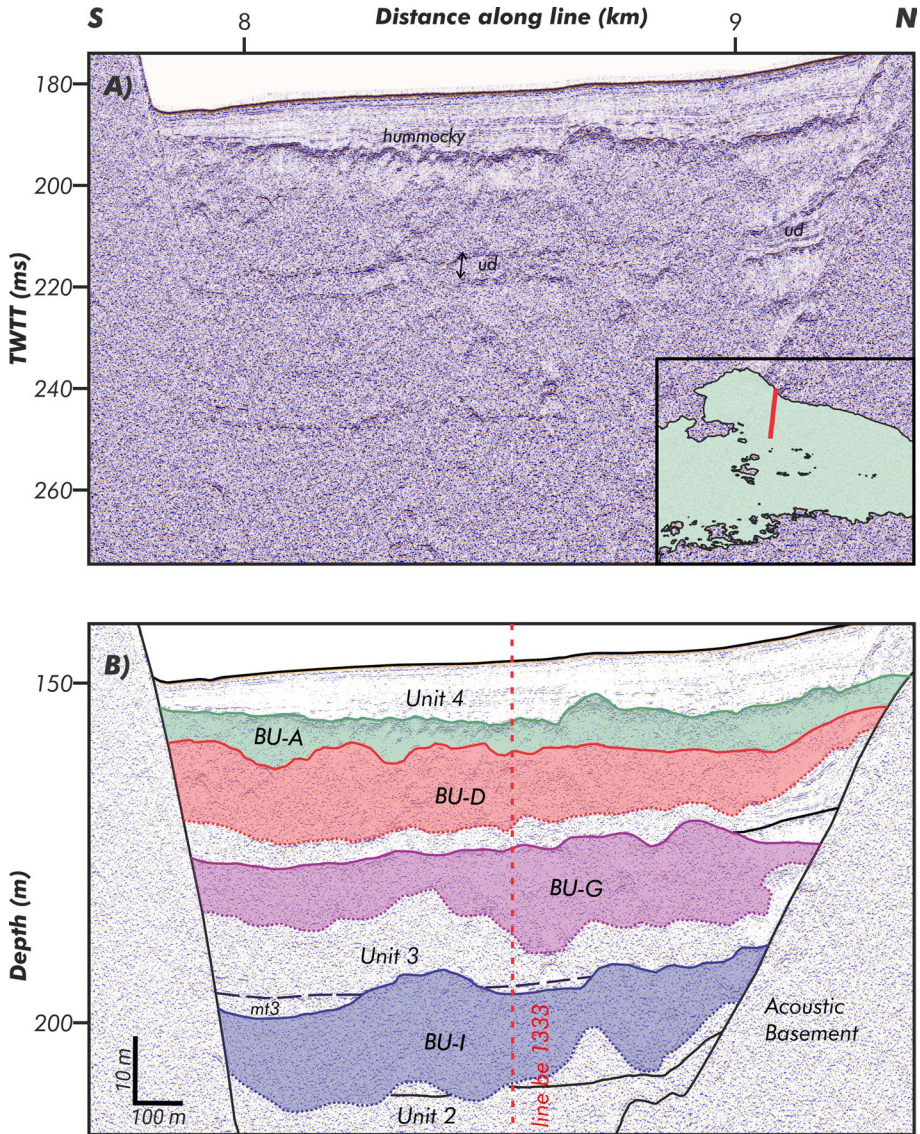 S
Distance along line (km)
N
8
9
A)
180
200
220
240
260
TWTT (ms)
hummocky
ud
ud
B)
150
200
Depth (m)
Unit 4
BU-A
BU-D
BU-G
Unit 3
mt3
BU-I
Unit 2
line be 1333
Acoustic
Basement
10 m
100 m